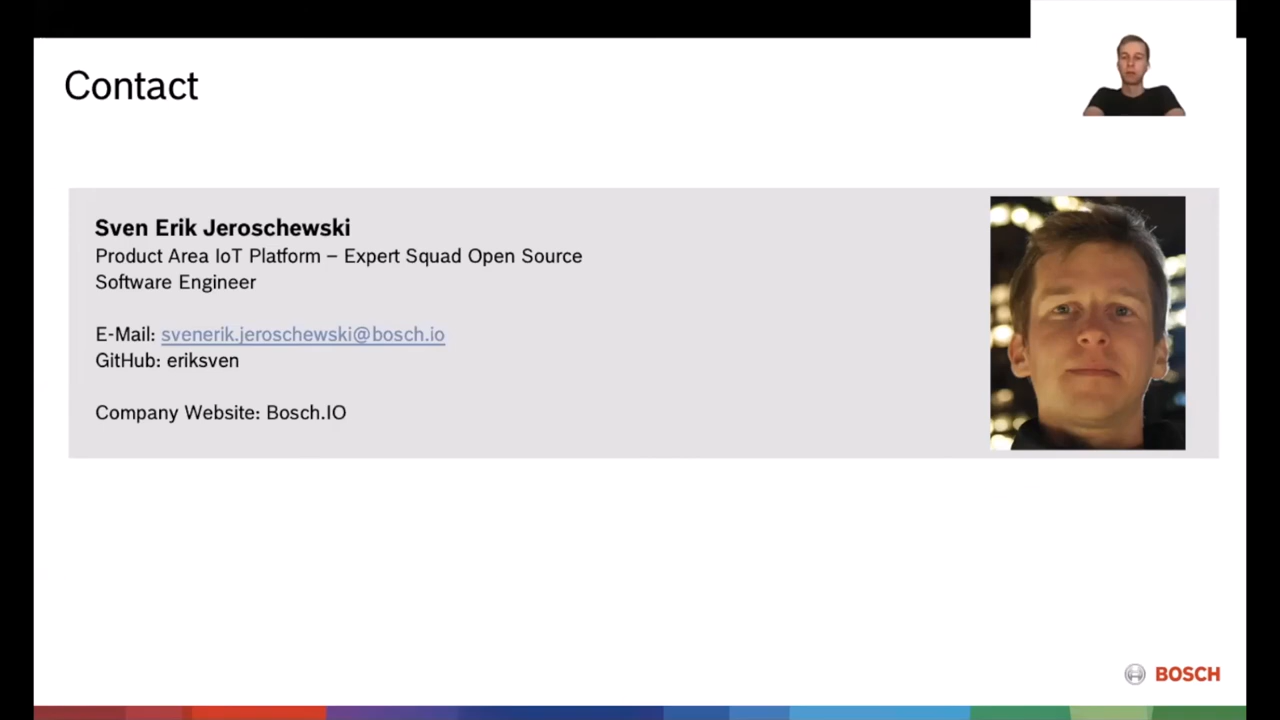 Contact
Sven Erik Jeroschewski
Product Area IoT Platform – Expert Squad Open Source
Software Engineer
E-Mail: svenerik.jeroschewski@bosch.io
GitHub: eriksven
Company Website: Bosch.IO
BOSCH